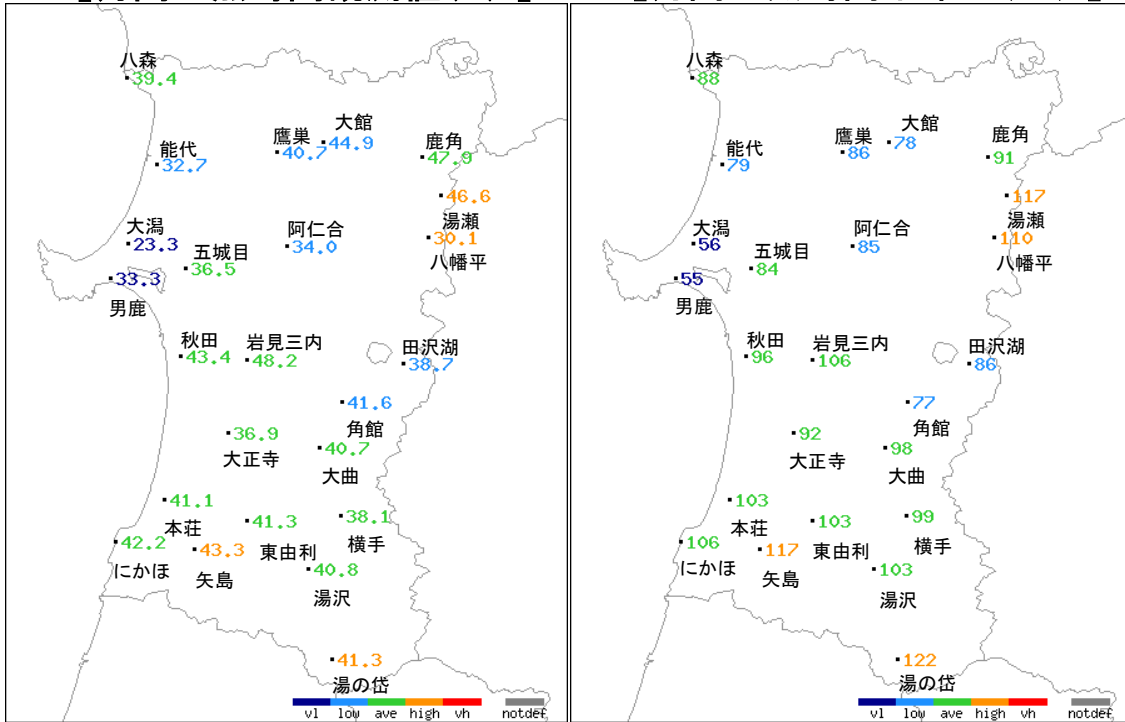 八森
39.4
大館
44.9
鷹巣
40.7
鹿角
47.9
能代
32.7
46.6
湯瀬
大潟
23.3
阿仁合
34.0
30.1
八幡平
五城目
36.5
33.3
男鹿
秋田
43.4
岩見三内
48.2
田沢湖
38.7
41.6
角館
36.9
大正寺
40.7
大曲
41.1
本荘
41.3
東由利
38.1
横手
42.2
にかほ
43.3
矢島
40.8
湯沢
41.3
湯の岱
vl low ave high vh notdef
八森
88
大館
78
鷹巣
86
鹿角
91
能代
79
117
湯瀬
大潟
56
阿仁合
85
110
八幡平
五城目
84
55
男鹿
秋田
96
岩見三内
106
田沢湖
86
77
角館
92
大正寺
98
大曲
103
本荘
103
東由利
99
横手
106
にかほ
117
矢島
103
湯沢
122
湯の岱
vl low ave high vh notdef